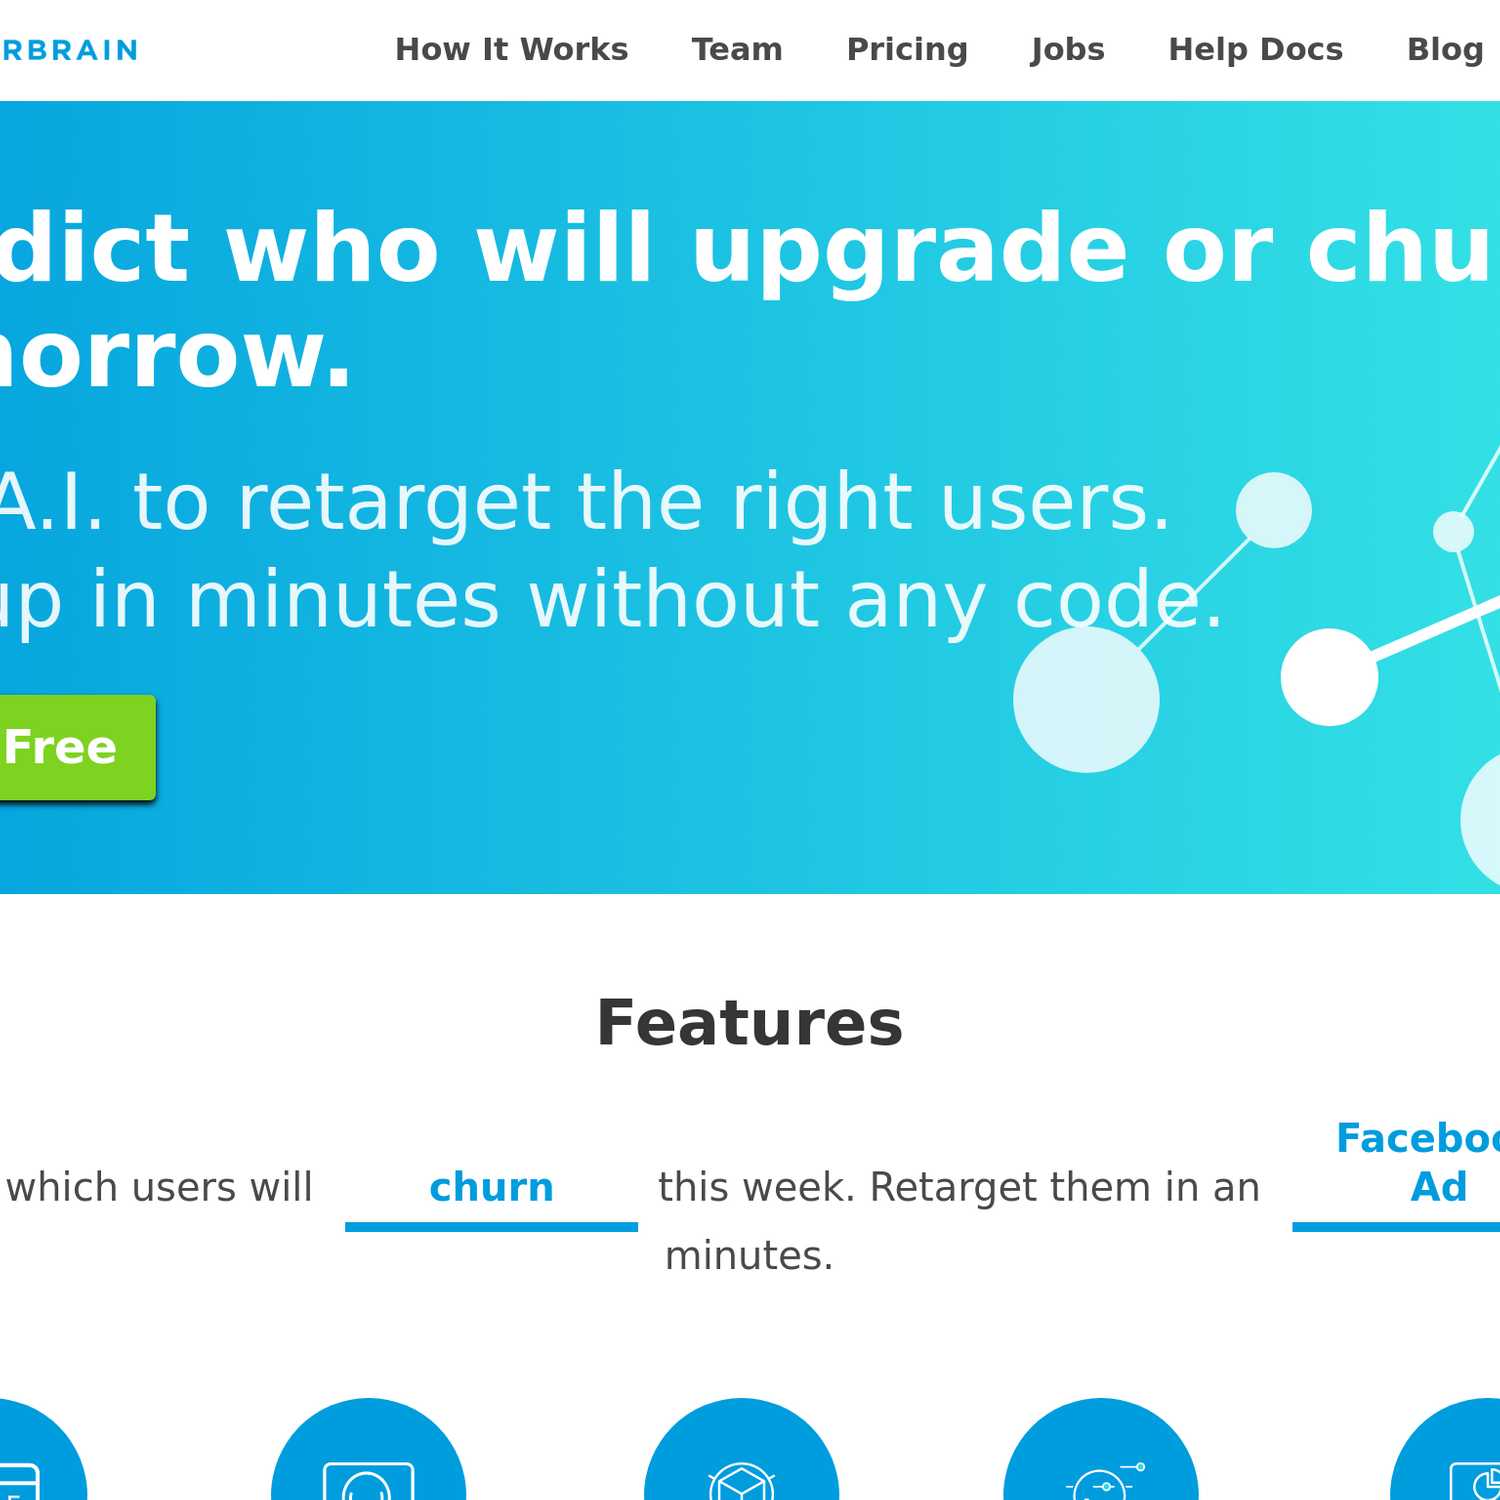 RBRAIN
How It Works Team Pricing Jobs Help Docs Blog
dict who will upgrade or chu
norrow.
A.I. to retarget the right users.
up in minutes without any code.
Free
Features
Facebo
which users will churn this week. Retarget them in an Ad
minutes.